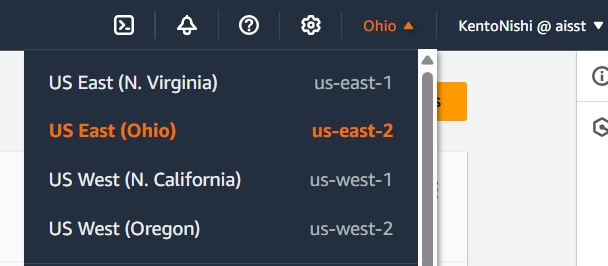 Ohio ▲ KentoNishi @ aisst ▼
US East (N. Virginia) us-east-1
US East (Ohio) us-east-2
US West (N. California) us-west-1
US West (Oregon) us-west-2